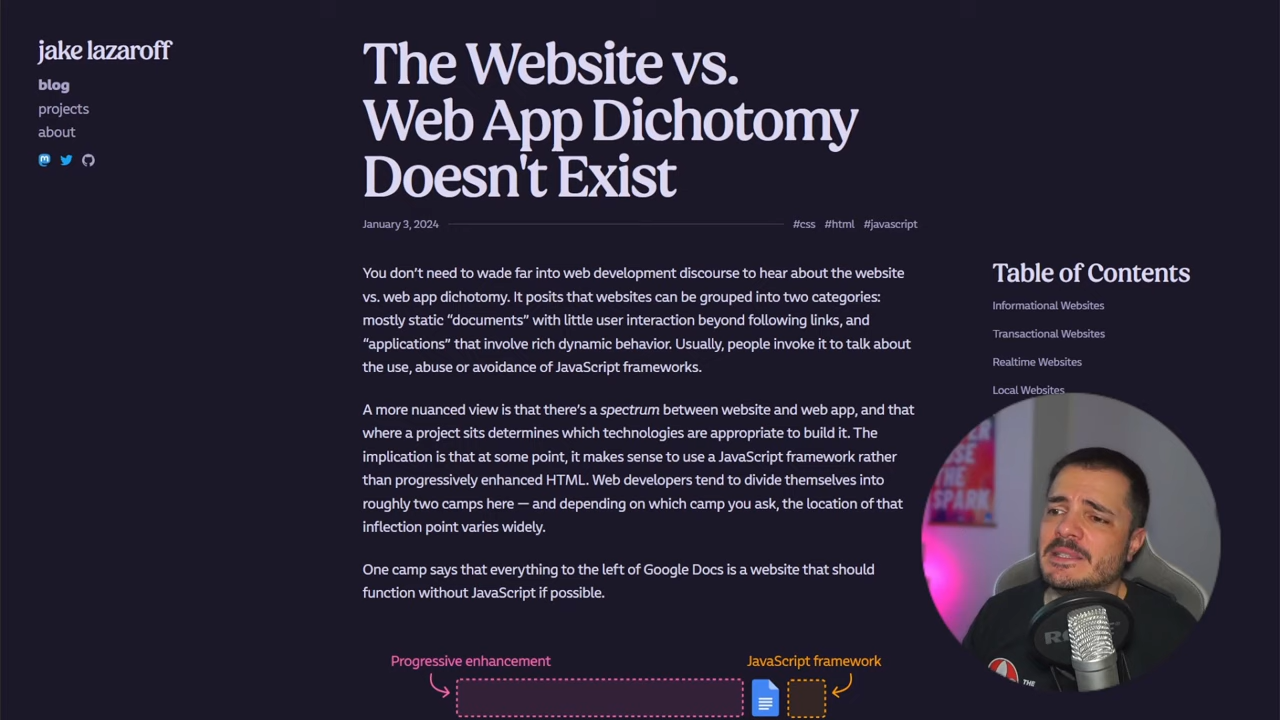 jake lazaroff
blog
projects
about
The Website vs.
Web App Dichotomy
Doesn't Exist
January 3, 2024
#css #html #javascript
You don’t need to wade far into web development discourse to hear about the website
vs. web app dichotomy. It posits that websites can be grouped into two categories:
mostly static “documents” with little user interaction beyond following links, and
“applications” that involve rich dynamic behavior. Usually, people invoke it to talk about
the use, abuse or avoidance of JavaScript frameworks.
A more nuanced view is that there’s a spectrum between website and web app, and that
where a project sits determines which technologies are appropriate to build it. The
implication is that at some point, it makes sense to use a JavaScript framework rather
than progressively enhanced HTML. Web developers tend to divide themselves into
roughly two camps here — and depending on which camp you ask, the location of that
inflection point varies widely.
One camp says that everything to the left of Google Docs is a website that should
function without JavaScript if possible.
Progressive enhancement
JavaScript framework
Table of Contents
Informational Websites
Transactional Websites
Realtime Websites
Local Websites
THE
SPARK
THE